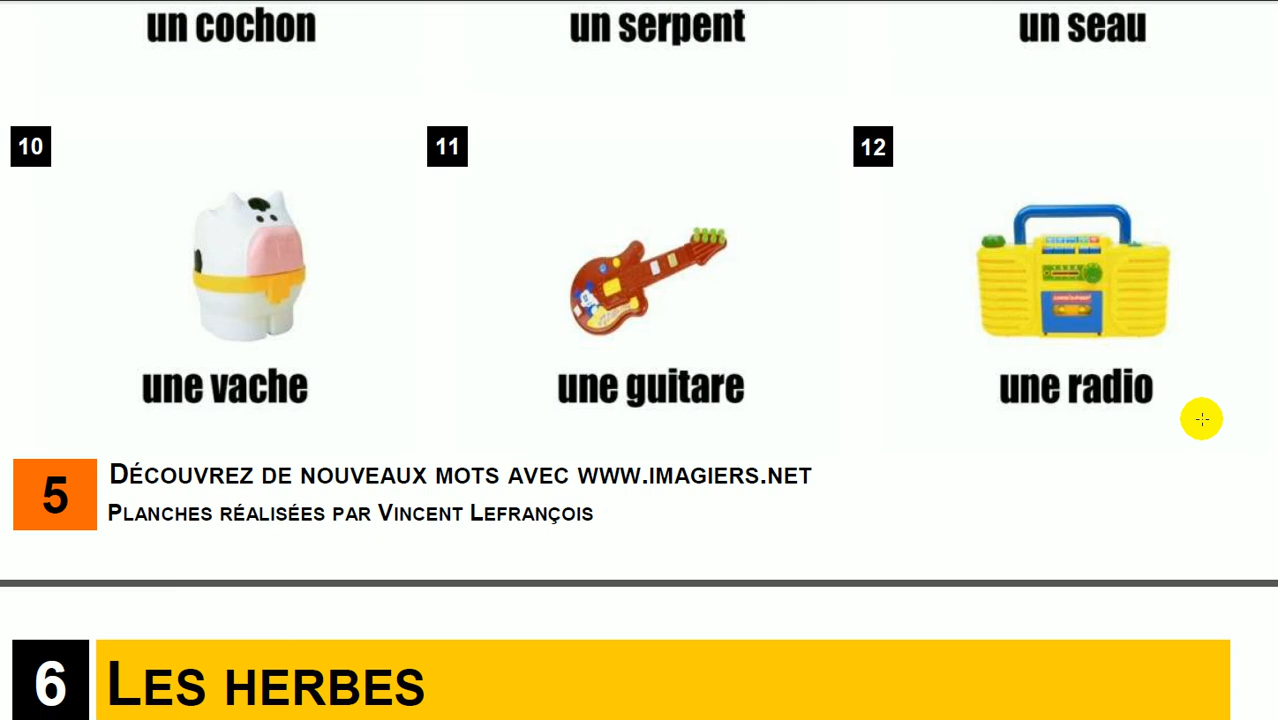 un cochon un serpent un seau
10 11 12
une vache une guitare une radio
5 DÉCOUVREZ DE NOUVEAUX MOTS AVEC WWW.IMAGIERS.NET
PLANCHES RÉALISÉES PAR VINCENT LEFRANÇOIS
6 LES HERBES